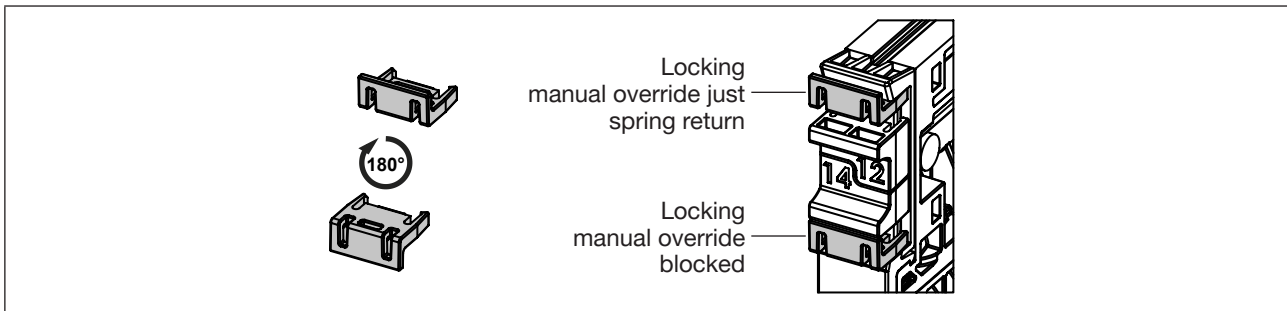 Locking
manual override just
spring return
180°
14 12
Locking
manual override
blocked